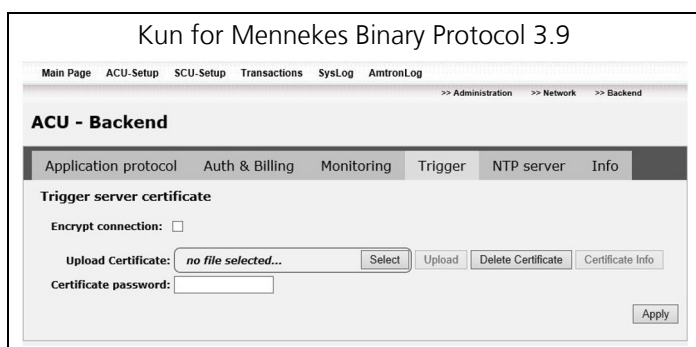 Kun for Mennekes Binary Protocol 3.9
Main Page ACU-Setup SCU-Setup Transactions SysLog AmtronLog
>> Administration >> Network >> Backend
ACU - Backend
Application protocol Auth & Billing Monitoring Trigger NTP server Info
Trigger server certificate
Encrypt connection:
Upload Certificate: no file selected... Select Upload Delete Certificate Certificate Info
Certificate password:
Apply